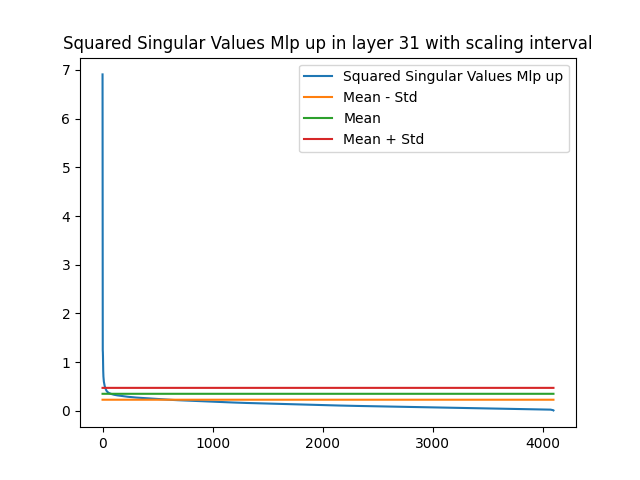 Squared Singular Values Mlp up in layer 31 with scaling interval
7
6
5
4
3
2
1
0
Squared Singular Values Mlp up
Mean - Std
Mean
Mean + Std
0 1000 2000 3000 4000